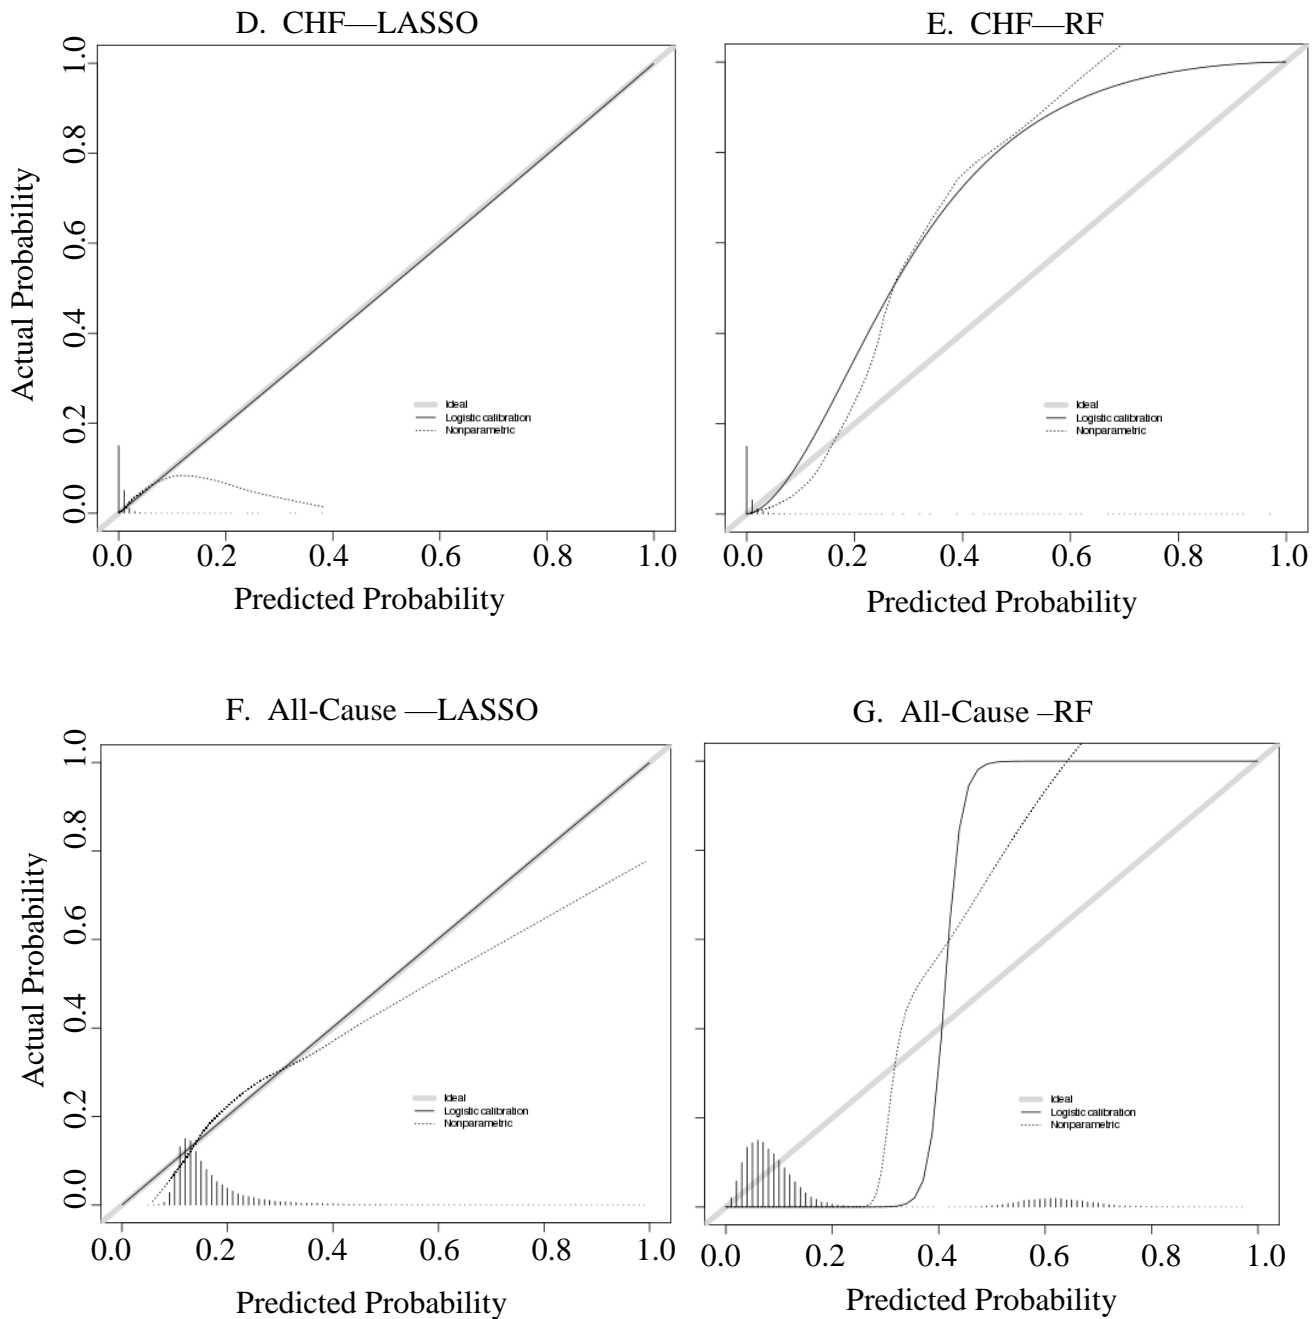 D. CHF—LASSO
E. CHF—RF
Actual Probability
1.0
0.8
0.6
0.4
0.2
0.0
Ideal
Logistic calibration
Nonparametric
Ideal
Logistic calibration
Nonparametric
0.0 0.2 0.4 0.6 0.8 1.0
0.0 0.2 0.4 0.6 0.8 1.0
Predicted Probability
Predicted Probability
F. All-Cause —LASSO
G. All-Cause –RF
Actual Probability
1.0
0.8
0.6
0.4
0.2
0.0
Ideal
Logistic calibration
Nonparametric
Ideal
Logistic calibration
Nonparametric
0.0 0.2 0.4 0.6 0.8 1.0
0.0 0.2 0.4 0.6 0.8 1.0
Predicted Probability
Predicted Probability